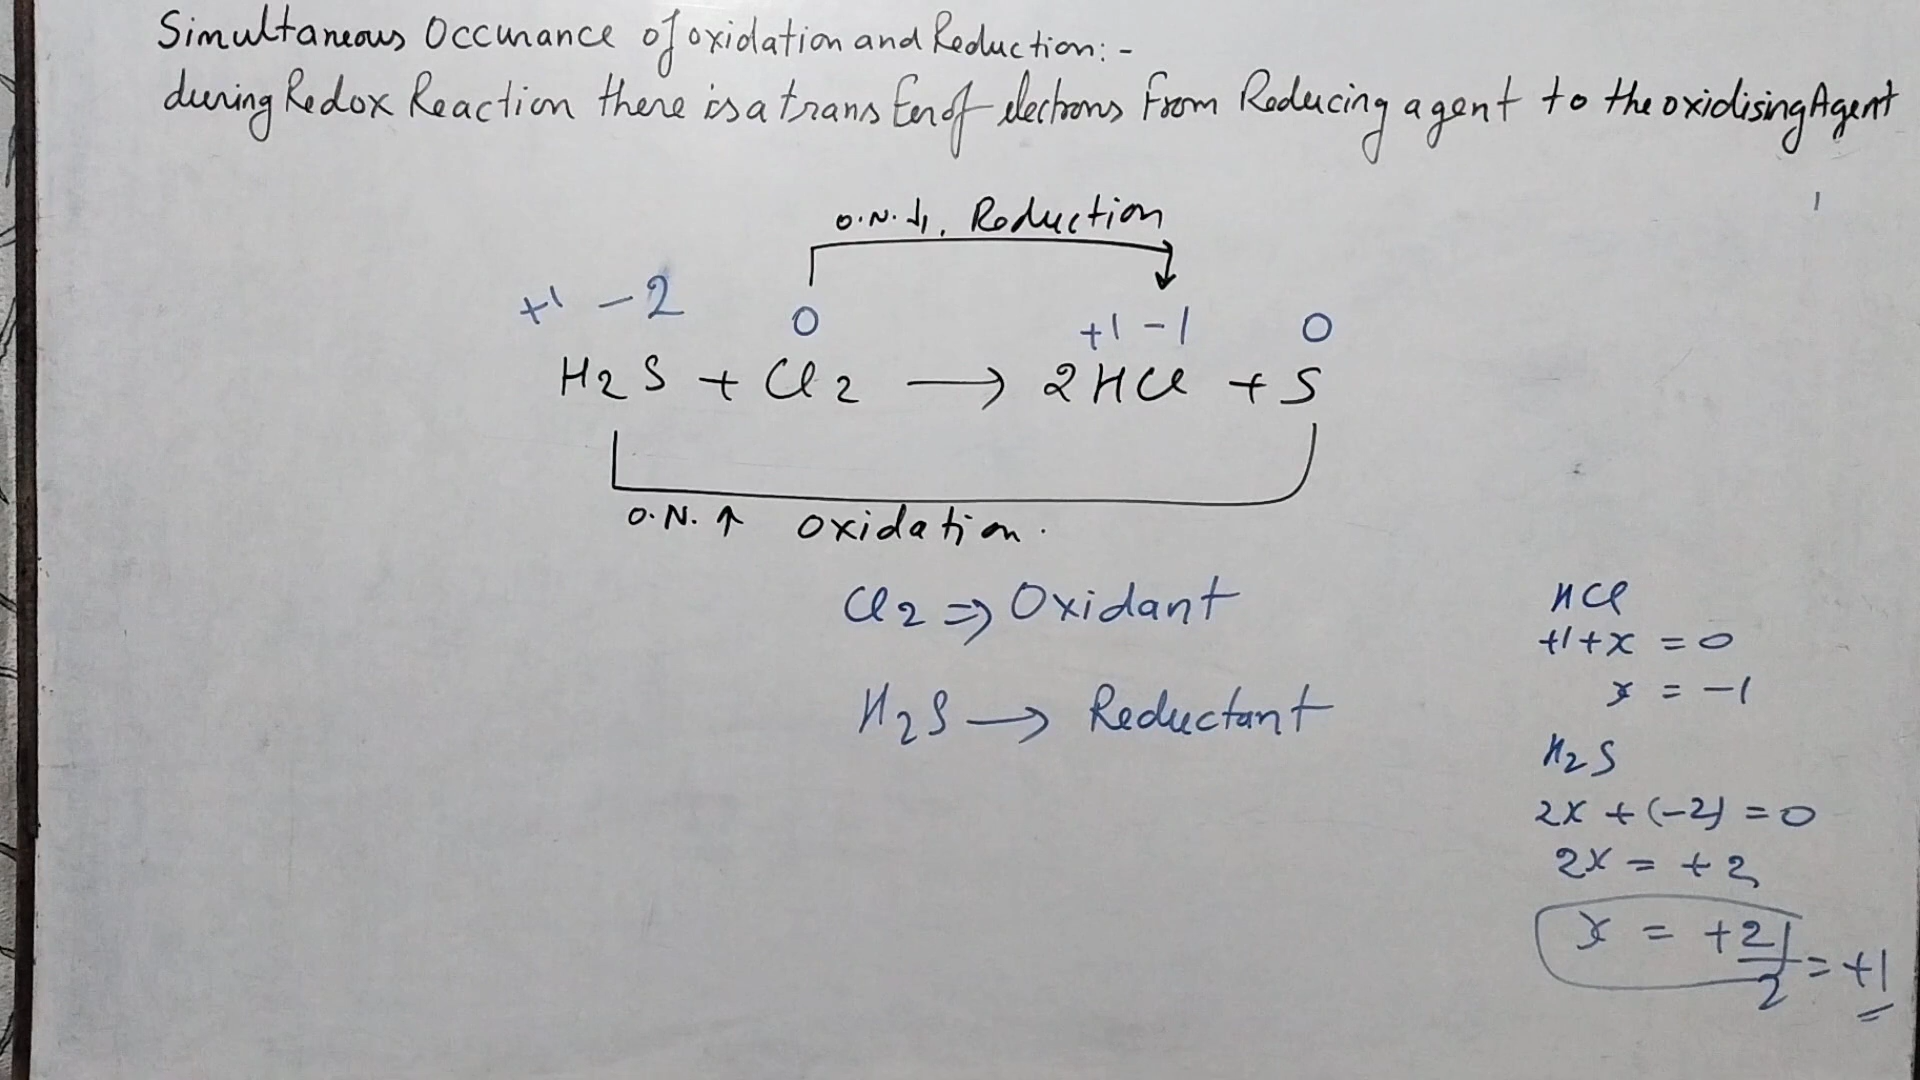 Simultaneous Occurance of oxidation and Reduction:-
during Redox Reaction there is a transfer of electrons from Reducing agent to the oxidising Agent
O.N.↓, Reduction
+1 -2 0 +1 -1 0
H2S + Cl2 → 2HCl + S
O.N.↑ oxidation.
Cl2 ⇒ Oxidant
H2S → Reductant
HCl
+1+x = 0
x = -1
H2S
2x + (-2) = 0
2x = +2
x = +2/2 = +1